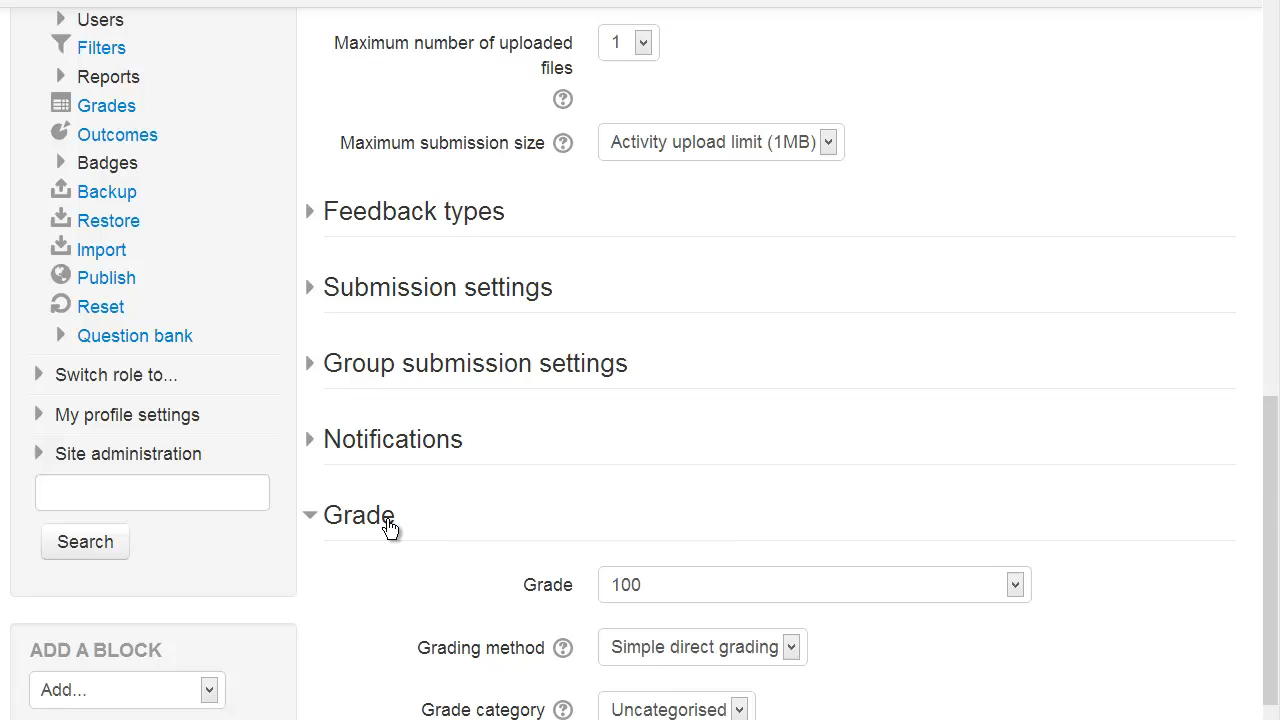 Users
Filters
Reports
Grades
Outcomes
Badges
Backup
Restore
Import
Publish
Reset
Question bank
Switch role to...
My profile settings
Site administration
Search
ADD A BLOCK
Add...
Maximum number of uploaded
files
1
Maximum submission size
Activity upload limit (1MB)
Feedback types
Submission settings
Group submission settings
Notifications
Grade
Grade
100
Grading method
Simple direct grading
Grade category
Uncategorised